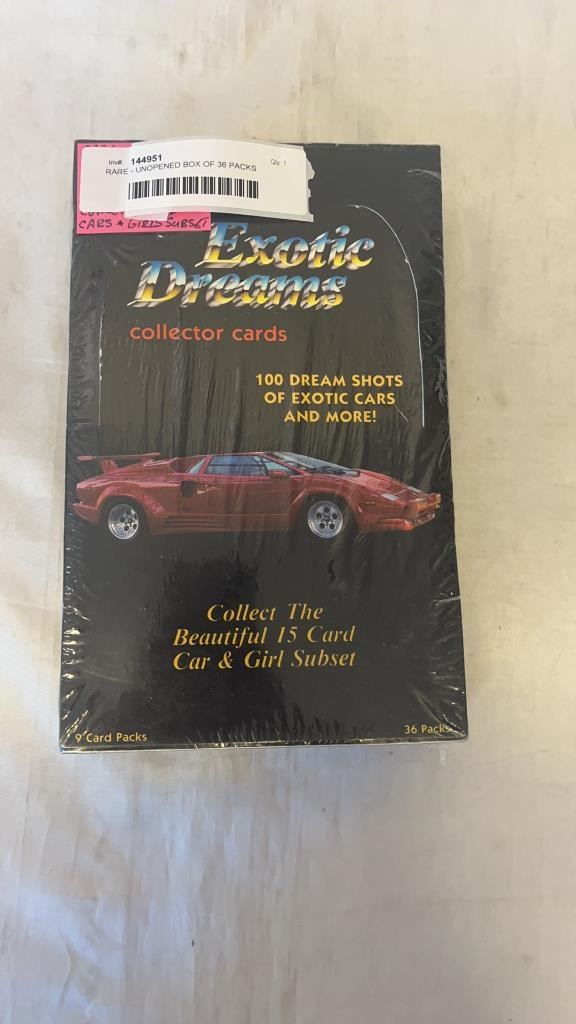 Inv#: 144951 Qty: 1
RARE - UNOPENED BOX OF 36 PACKS
CARS & GIRLS SUBSET
Exotic
Dreams
collector cards
100 DREAM SHOTS
OF EXOTIC CARS
AND MORE!
Collect The
Beautiful 15 Card
Car & Girl Subset
9 Card Packs
36 Packs